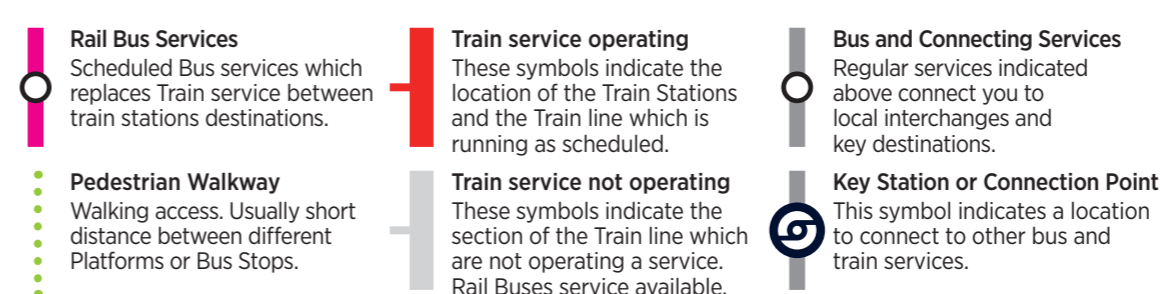 Rail Bus Services
Scheduled Bus services which
replaces Train service between
train stations destinations.
Train service operating
These symbols indicate the
location of the Train Stations
and the Train line which is
running as scheduled.
Bus and Connecting Services
Regular services indicated
above connect you to
local interchanges and
key destinations.
Pedestrian Walkway
Walking access. Usually short
distance between different
Platforms or Bus Stops.
Train service not operating
These symbols indicate the
section of the Train line which
are not operating a service.
Rail Buses service available.
Key Station or Connection Point
This symbol indicates a location
to connect to other bus and
train services.